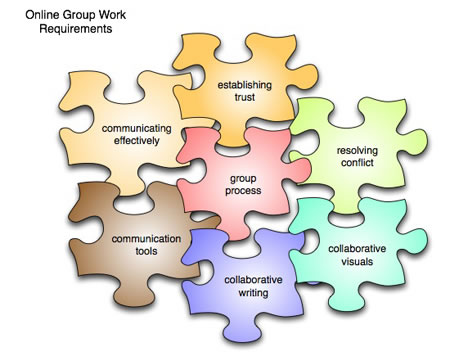 Online Group Work
Requirements
establishing
trust
communicating
effectively
resolving
conflict
group
process
communication
tools
collaborative
visuals
collaborative
writing